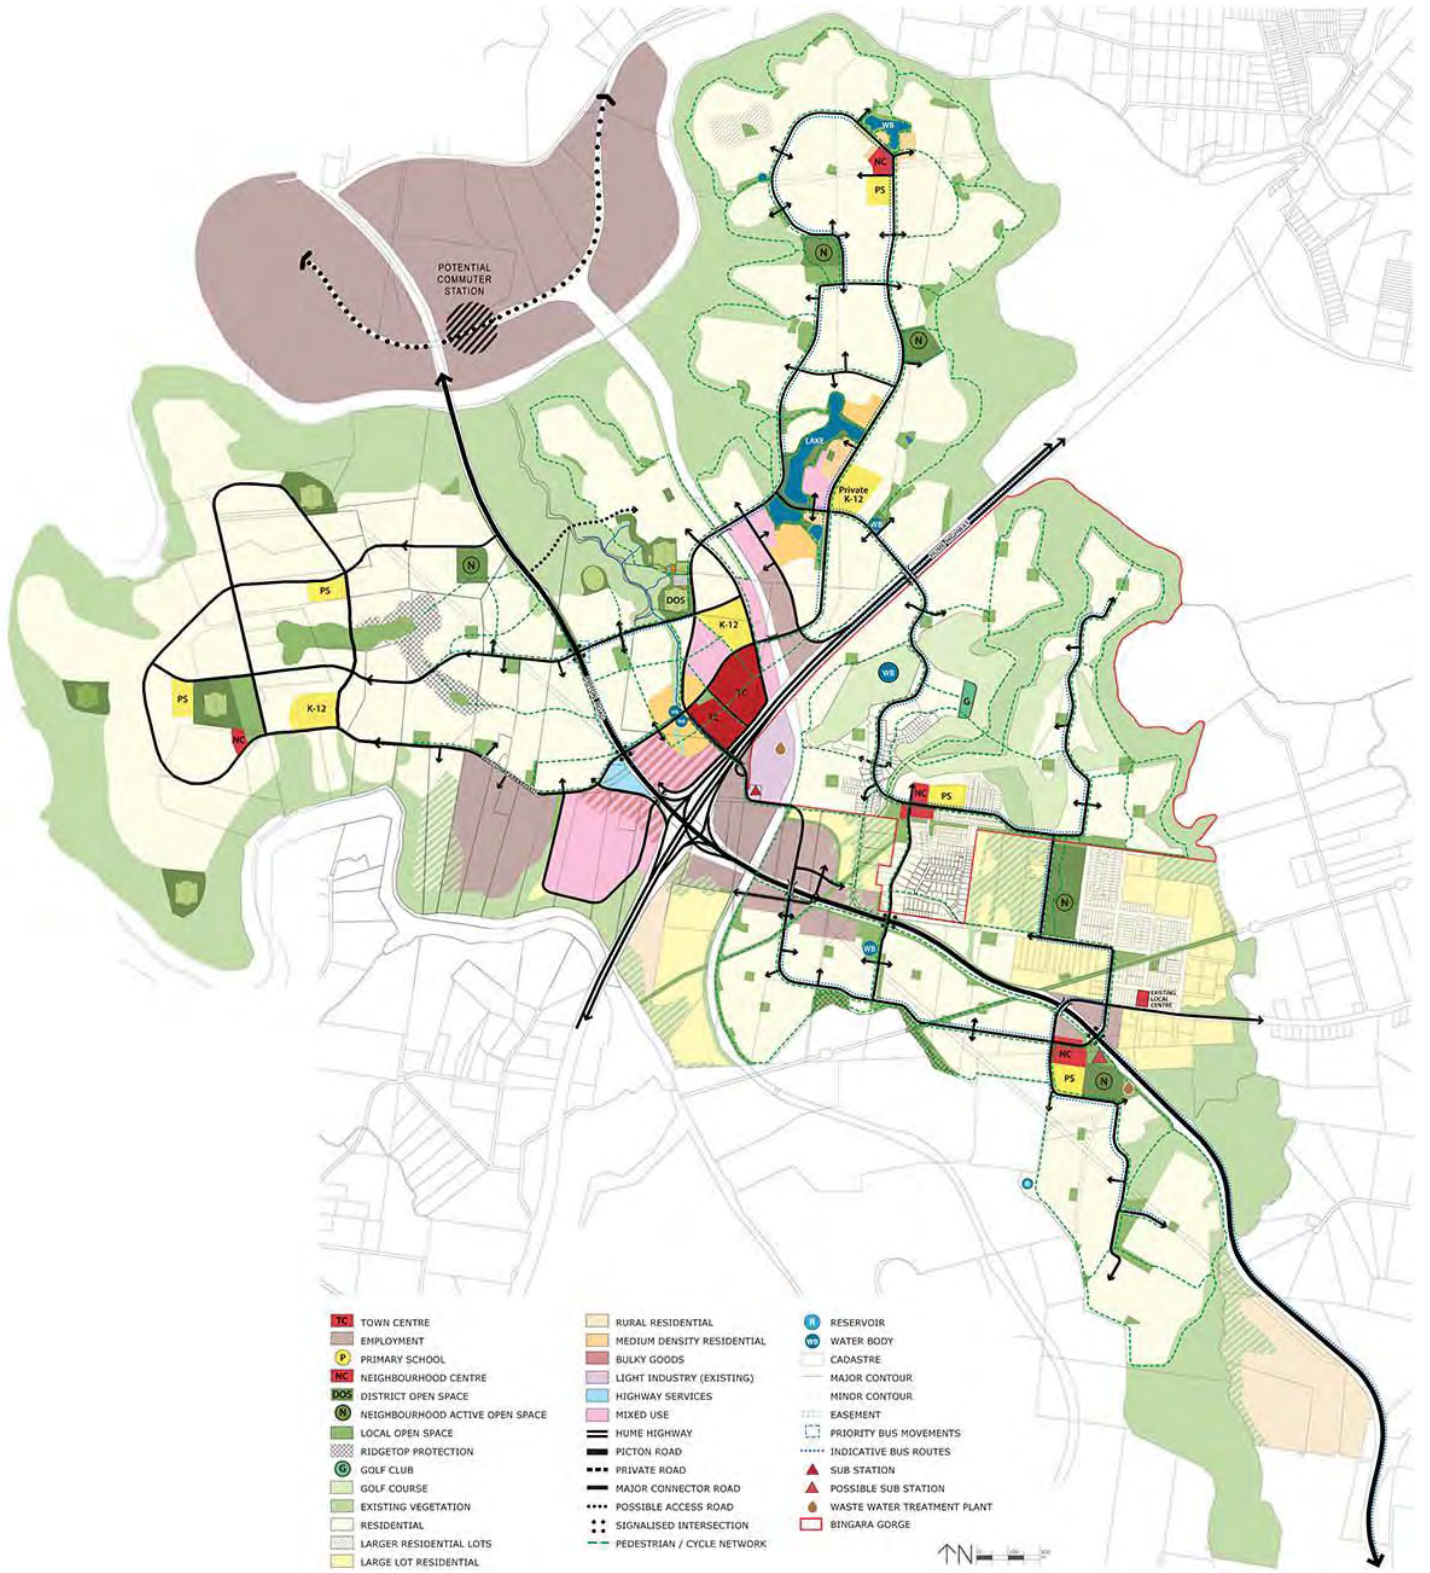 POTENTIAL
COMMUTER
STATION
WB
NC
PS
N
N
LAKE
Private
K-12
WB
N
PS
DOS
K-12
TC
TC
WB
G
PS
K-12
NC
NC
PS
N
WB
EXISTING
LOCAL
CENTRE
NC
PS
N
R
TC TOWN CENTRE
EMPLOYMENT
P PRIMARY SCHOOL
NC NEIGHBOURHOOD CENTRE
DOS DISTRICT OPEN SPACE
N NEIGHBOURHOOD ACTIVE OPEN SPACE
LOCAL OPEN SPACE
RIDGETOP PROTECTION
G GOLF CLUB
GOLF COURSE
EXISTING VEGETATION
RESIDENTIAL
LARGER RESIDENTIAL LOTS
LARGE LOT RESIDENTIAL
RURAL RESIDENTIAL
MEDIUM DENSITY RESIDENTIAL
BULKY GOODS
LIGHT INDUSTRY (EXISTING)
HIGHWAY SERVICES
MIXED USE
HUME HIGHWAY
PICTON ROAD
PRIVATE ROAD
MAJOR CONNECTOR ROAD
POSSIBLE ACCESS ROAD
SIGNALISED INTERSECTION
PEDESTRIAN / CYCLE NETWORK
R RESERVOIR
WB WATER BODY
CADASTRE
MAJOR CONTOUR
MINOR CONTOUR
EASEMENT
PRIORITY BUS MOVEMENTS
INDICATIVE BUS ROUTES
SUB STATION
POSSIBLE SUB STATION
WASTE WATER TREATMENT PLANT
BINGARA GORGE
N